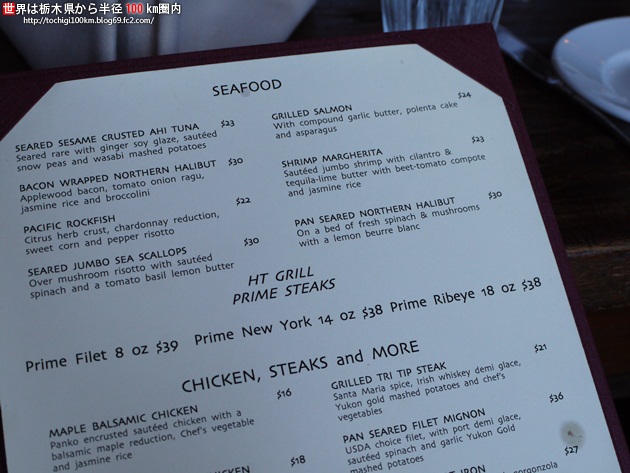 世界は栃木県から半径 100 km圏内
http://tochigi100km.blog69.fc2.com/
SEAFOOD
SEARED SESAME CRUSTED AHI TUNA $23
Seared rare with ginger soy glaze, sautéed
snow peas and wasabi mashed potatoes
BACON WRAPPED NORTHERN HALIBUT $30
Applewood bacon, tomato onion ragu,
jasmine rice and broccolini
PACIFIC ROCKFISH $22
Citrus herb crust, chardonnay reduction,
sweet corn and pepper risotto
SEARED JUMBO SEA SCALLOPS $30
Over mushroom risotto with sautéed
spinach and a tomato basil lemon butter
GRILLED SALMON $24
With compound garlic butter, polenta cake
and asparagus
SHRIMP MARGHERITA $23
Sautéed jumbo shrimp with cilantro &
tequila-lime butter with beet-tomato compote
and jasmine rice
PAN SEARED NORTHERN HALIBUT $30
On a bed of fresh spinach & mushrooms
with a lemon beurre blanc
HT GRILL
PRIME STEAKS
Prime Filet 8 oz $39 Prime New York 14 oz $38 Prime Ribeye 18 oz $38
CHICKEN, STEAKS and MORE
MAPLE BALSAMIC CHICKEN $16
Panko encrusted sautéed chicken with a
balsamic maple reduction, Chef's vegetable
and jasmine rice
CHICKEN $18
GRILLED TRI TIP STEAK $21
Santa Maria spice, Irish whiskey demi glace,
Yukon gold mashed potatoes and chef's
vegetables
PAN SEARED FILET MIGNON $36
USDA choice filet, with port demi glace,
sautéed spinach and garlic Yukon Gold
mashed potatoes
IRON $27
gorgonzola